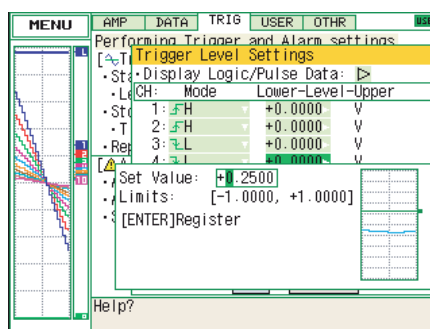 MENU AMP DATA TRIG USER OTHR
Performing Trigger and Alarm settings
Trigger Level Settings
・Display Logic/Pulse Data:
CH: Mode Lower-Level-Upper
1: H +0.0000 V
2: H +0.0000 V
3: L +0.0000 V
4: L +0.0000 V
Set Value: +0.2500
Limits: [-1.0000, +1.0000]
[ENTER]Register
Help?